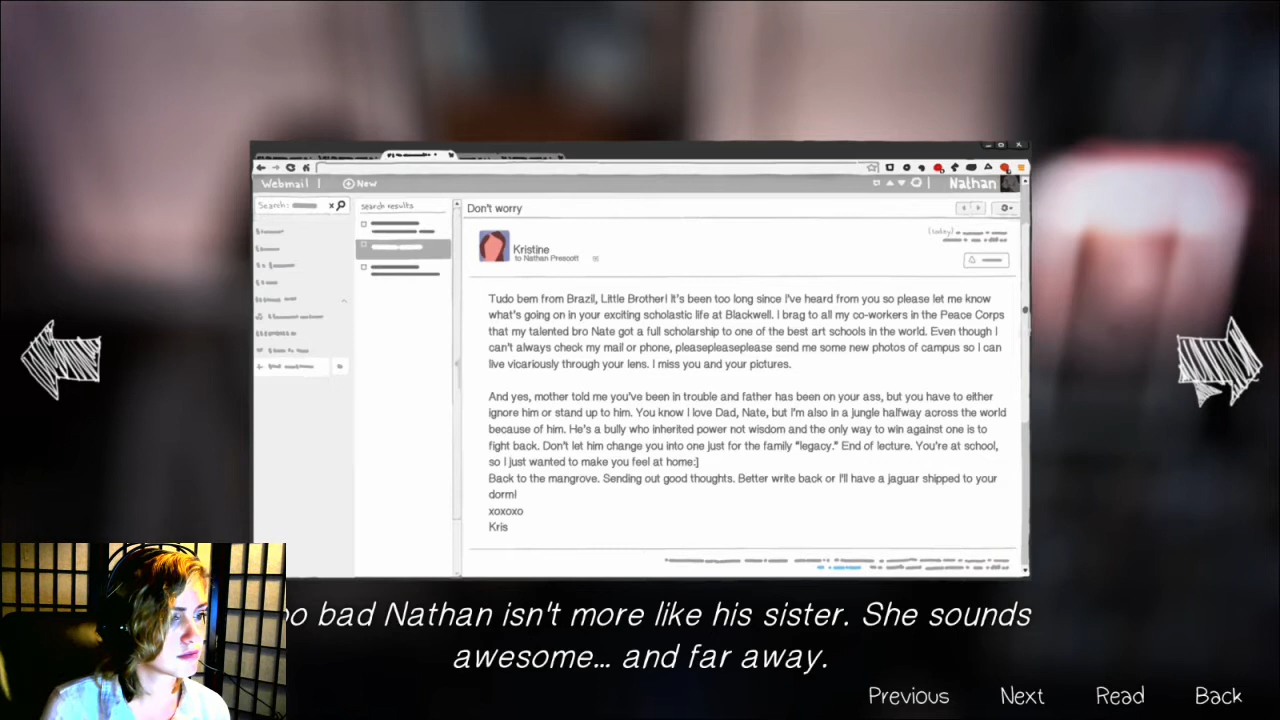 Webmail | New
Nathan
Search:
search results
Don't worry
Kristine
to Nathan Prescott
(today)
Tudo bem from Brazil, Little Brother! It's been too long since I've heard from you so please let me know
what's going on in your exciting scholastic life at Blackwell. I brag to all my co-workers in the Peace Corps
that my talented bro Nate got a full scholarship to one of the best art schools in the world. Even though I
can't always check my mail or phone, pleasepleaseplease send me some new photos of campus so I can
live vicariously through your lens. I miss you and your pictures.
And yes, mother told me you've been in trouble and father has been on your ass, but you have to either
ignore him or stand up to him. You know I love Dad, Nate, but I'm also in a jungle halfway across the world
because of him. He's a bully who inherited power not wisdom and the only way to win against one is to
fight back. Don't let him change you into one just for the family "legacy." End of lecture. You're at school,
so I just wanted to make you feel at home:]
Back to the mangrove. Sending out good thoughts. Better write back or I'll have a jaguar shipped to your
dorm!
xoxoxo
Kris
bad Nathan isn't more like his sister. She sounds
awesome... and far away.
Previous Next Read Back